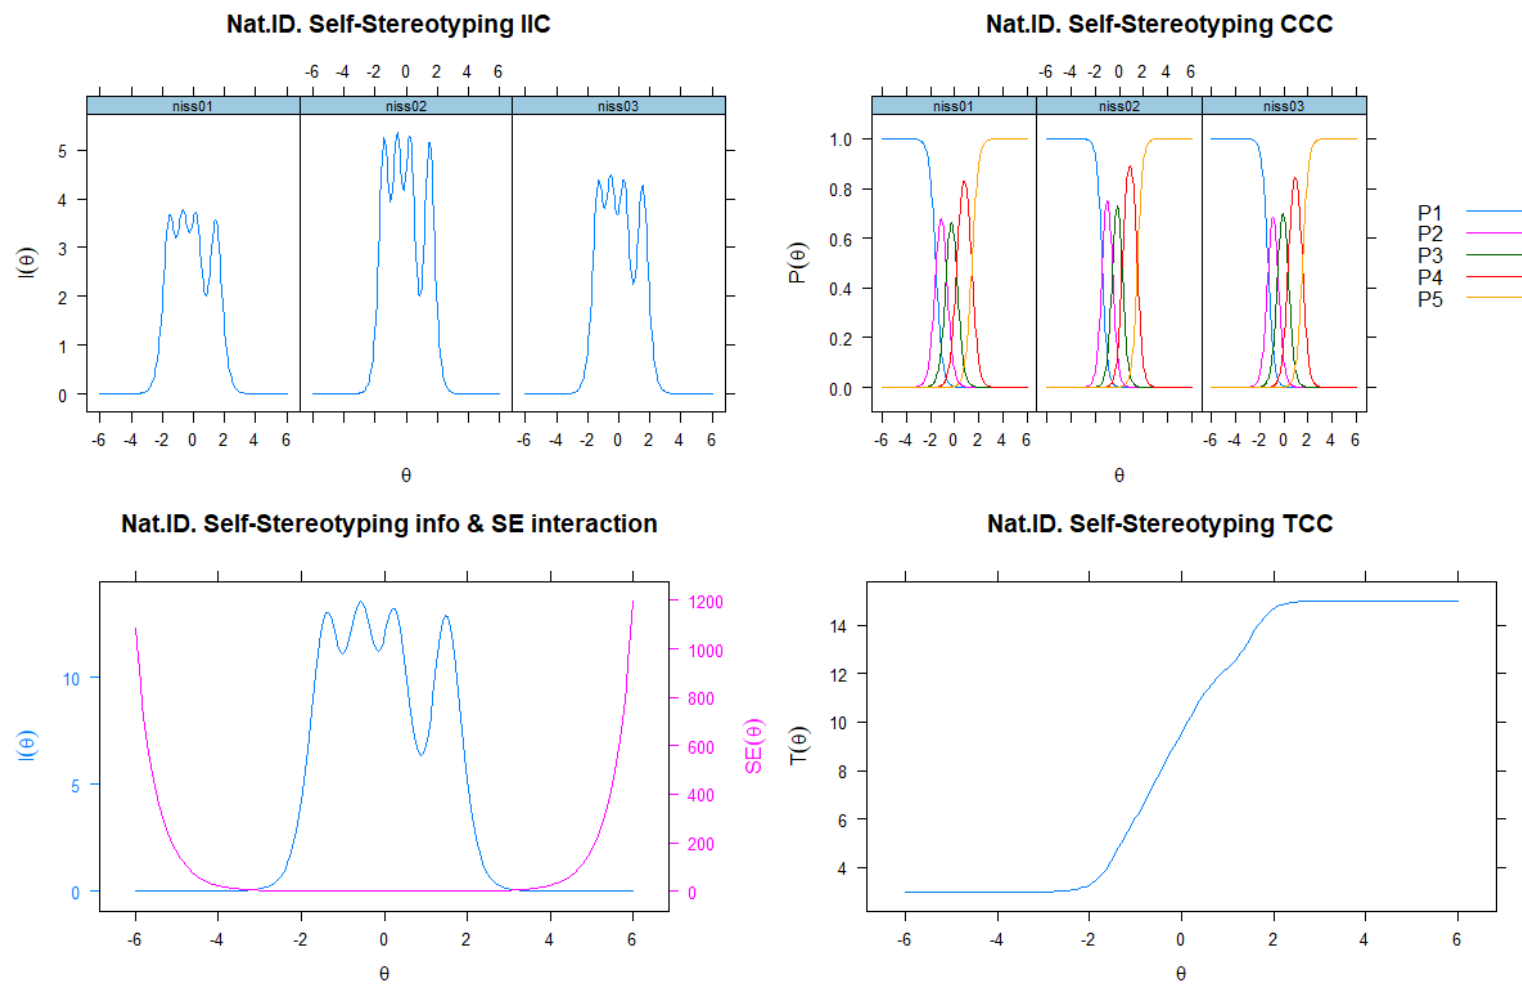 Nat.ID. Self-Stereotyping IIC
-6 -4 -2 0 2 4 6
niss01 niss02 niss03
5
4
3
2
1
0
I(θ)
-6 -4 -2 0 2 4 6 -6 -4 -2 0 2 4 6
θ
Nat.ID. Self-Stereotyping CCC
-6 -4 -2 0 2 4 6
niss01 niss02 niss03
1.0
0.8
0.6
0.4
0.2
0.0
P(θ)
-6 -4 -2 0 2 4 6 -6 -4 -2 0 2 4 6
θ
P1
P2
P3
P4
P5
Nat.ID. Self-Stereotyping info & SE interaction
10
5
0
I(θ)
1200
1000
800
600
400
200
0
SE(θ)
-6 -4 -2 0 2 4 6
θ
Nat.ID. Self-Stereotyping TCC
14
12
10
8
6
4
T(θ)
-6 -4 -2 0 2 4 6
θ